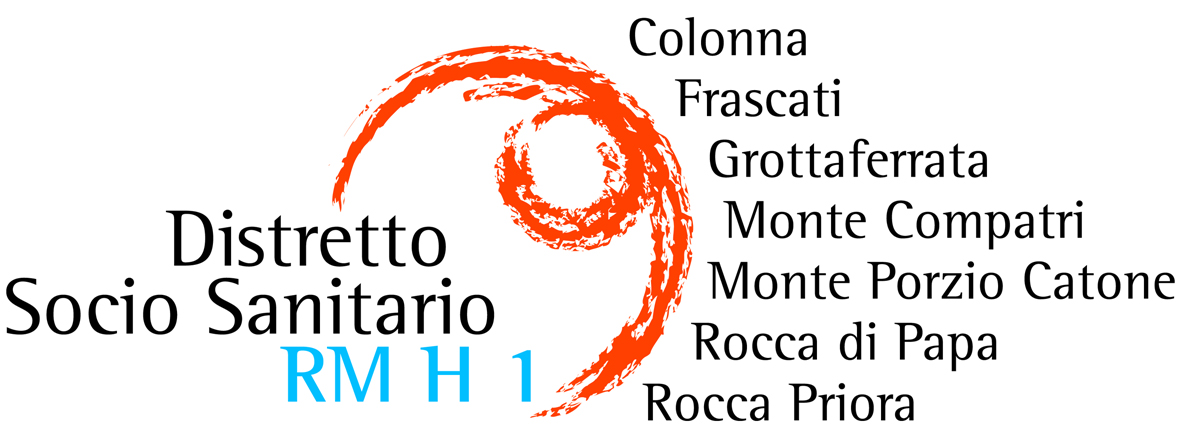 Distretto
Socio Sanitario
RM H 1
Colonna
Frascati
Grottaferrata
Monte Compatri
Monte Porzio Catone
Rocca di Papa
Rocca Priora